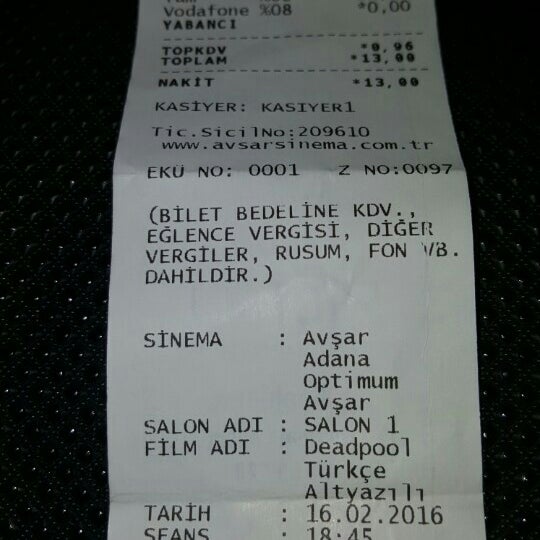 Vodafone %08 *0,00
YABANCI
TOPKDV *0,96
TOPLAM *13,00
NAKİT *13,00
KASİYER: KASIYER1
Tic.SicilNo:209610
www.avsarsinema.com.tr
EKÜ NO: 0001 Z NO:0097
(BİLET BEDELİNE KDV.,
EĞLENCE VERGİSİ, DİĞER
VERGİLER, RUSUM, FON VB.
DAHİLDİR.)
SİNEMA : Avşar
Adana
Optimum
Avşar
SALON ADI : SALON 1
FİLM ADI : Deadpool
Türkçe
Altyazılı
TARİH : 16.02.2016
SEANS : 18:45